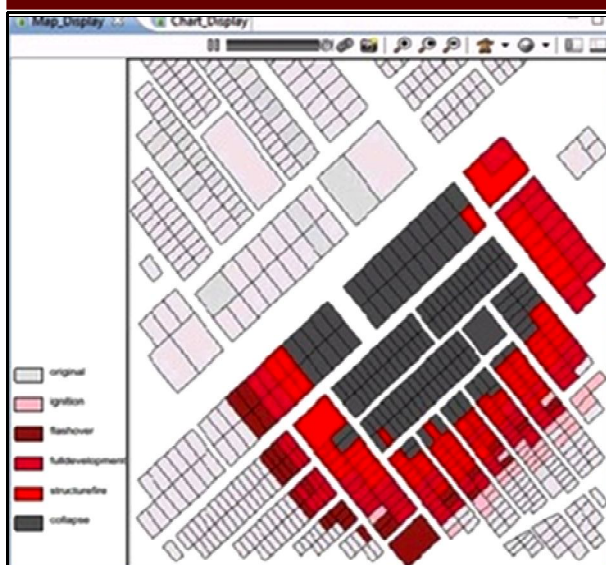 Map_Display Chart_Display
original
ignition
flashover
fulldevelopment
structurefire
collapse